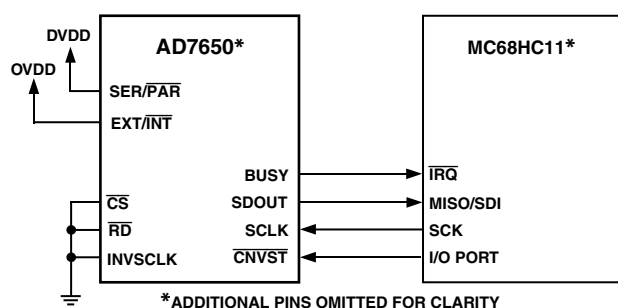 DVDD
AD7650*
MC68HC11*
OVDD
SER/PAR
EXT/INT
BUSY
IRQ
CS
SDOUT
MISO/SDI
RD
SCLK
SCK
INVSCLK
CNVST
I/O PORT
*ADDITIONAL PINS OMITTED FOR CLARITY